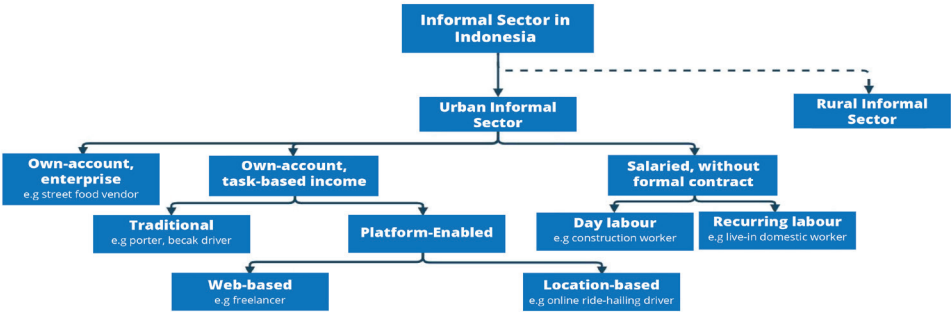 Informal Sector in
Indonesia
Urban Informal
Sector
Rural Informal
Sector
Own-account,
enterprise
e.g street food vendor
Own-account,
task-based income
Salaried, without
formal contract
Traditional
e.g porter, becak driver
Platform-Enabled
Day labour
e.g construction worker
Recurring labour
e.g live-in domestic worker
Web-based
e.g freelancer
Location-based
e.g online ride-hailing driver